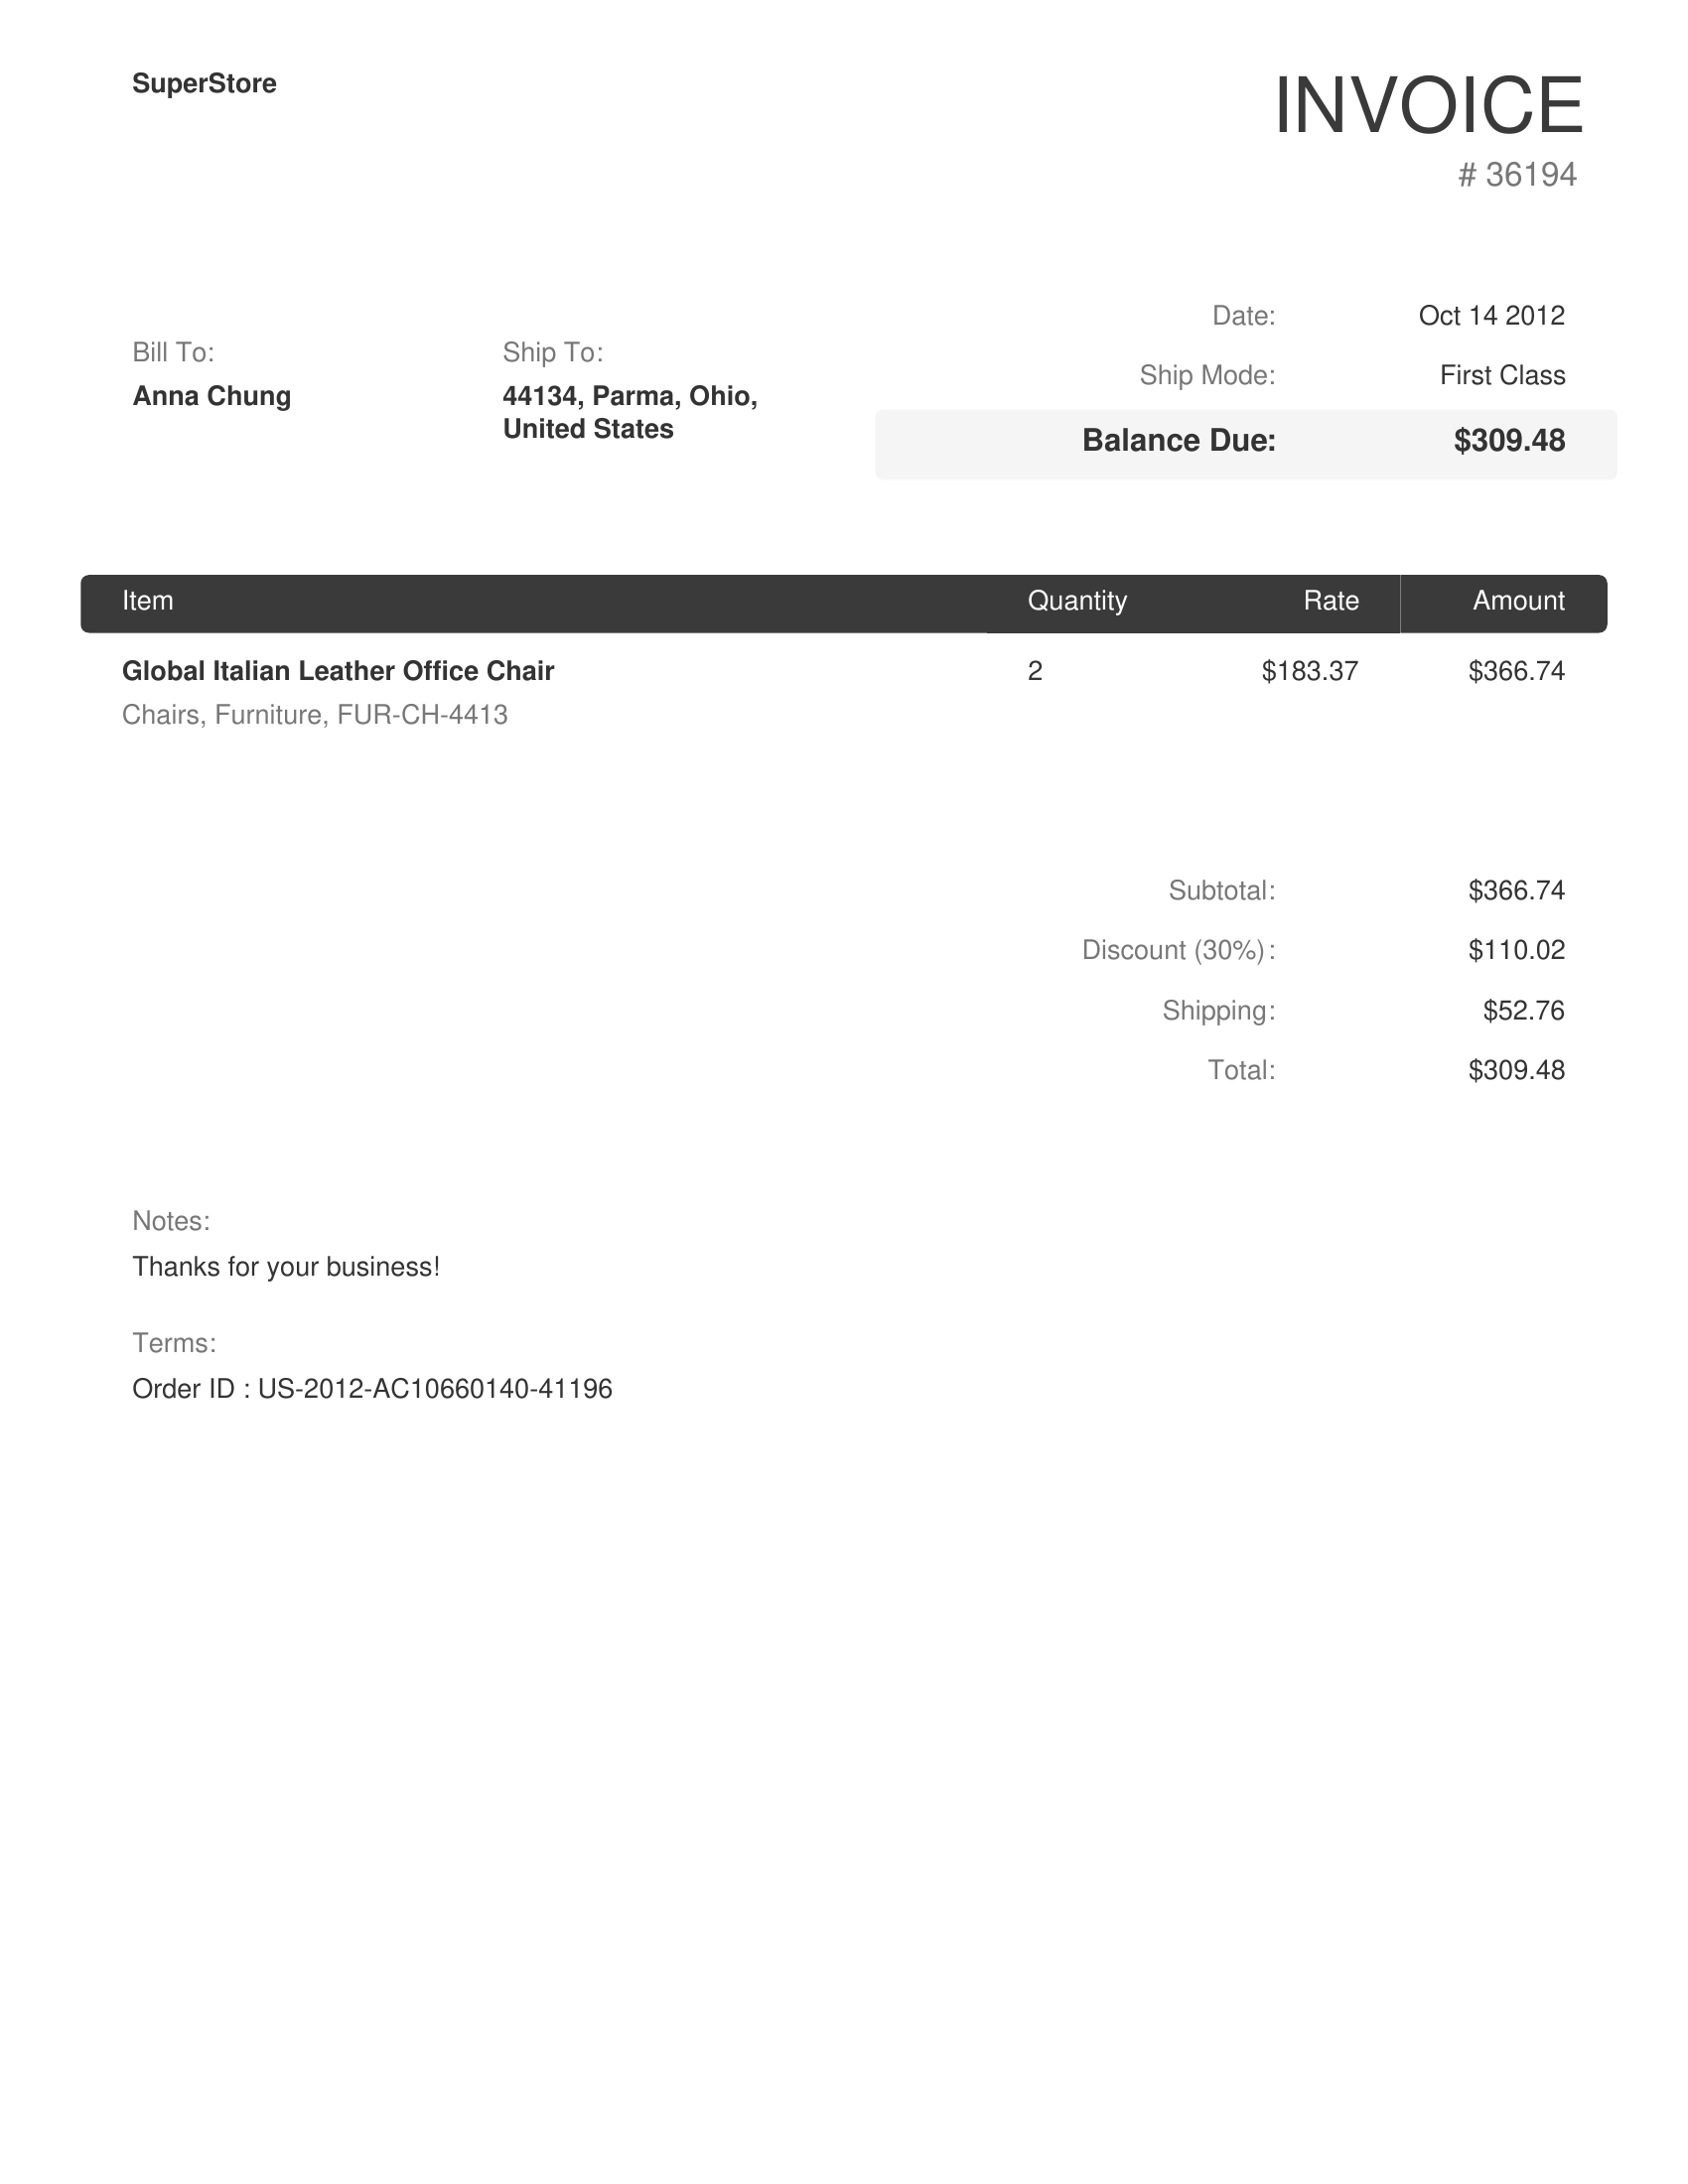 SuperStore
INVOICE
# 36194
Date: Oct 14 2012
Ship Mode: First Class
Balance Due: $309.48
Bill To:
Anna Chung
Ship To:
44134, Parma, Ohio,
United States
Item Quantity Rate Amount
Global Italian Leather Office Chair 2 $183.37 $366.74
Chairs, Furniture, FUR-CH-4413
Subtotal: $366.74
Discount (30%): $110.02
Shipping: $52.76
Total: $309.48
Notes:
Thanks for your business!
Terms:
Order ID : US-2012-AC10660140-41196